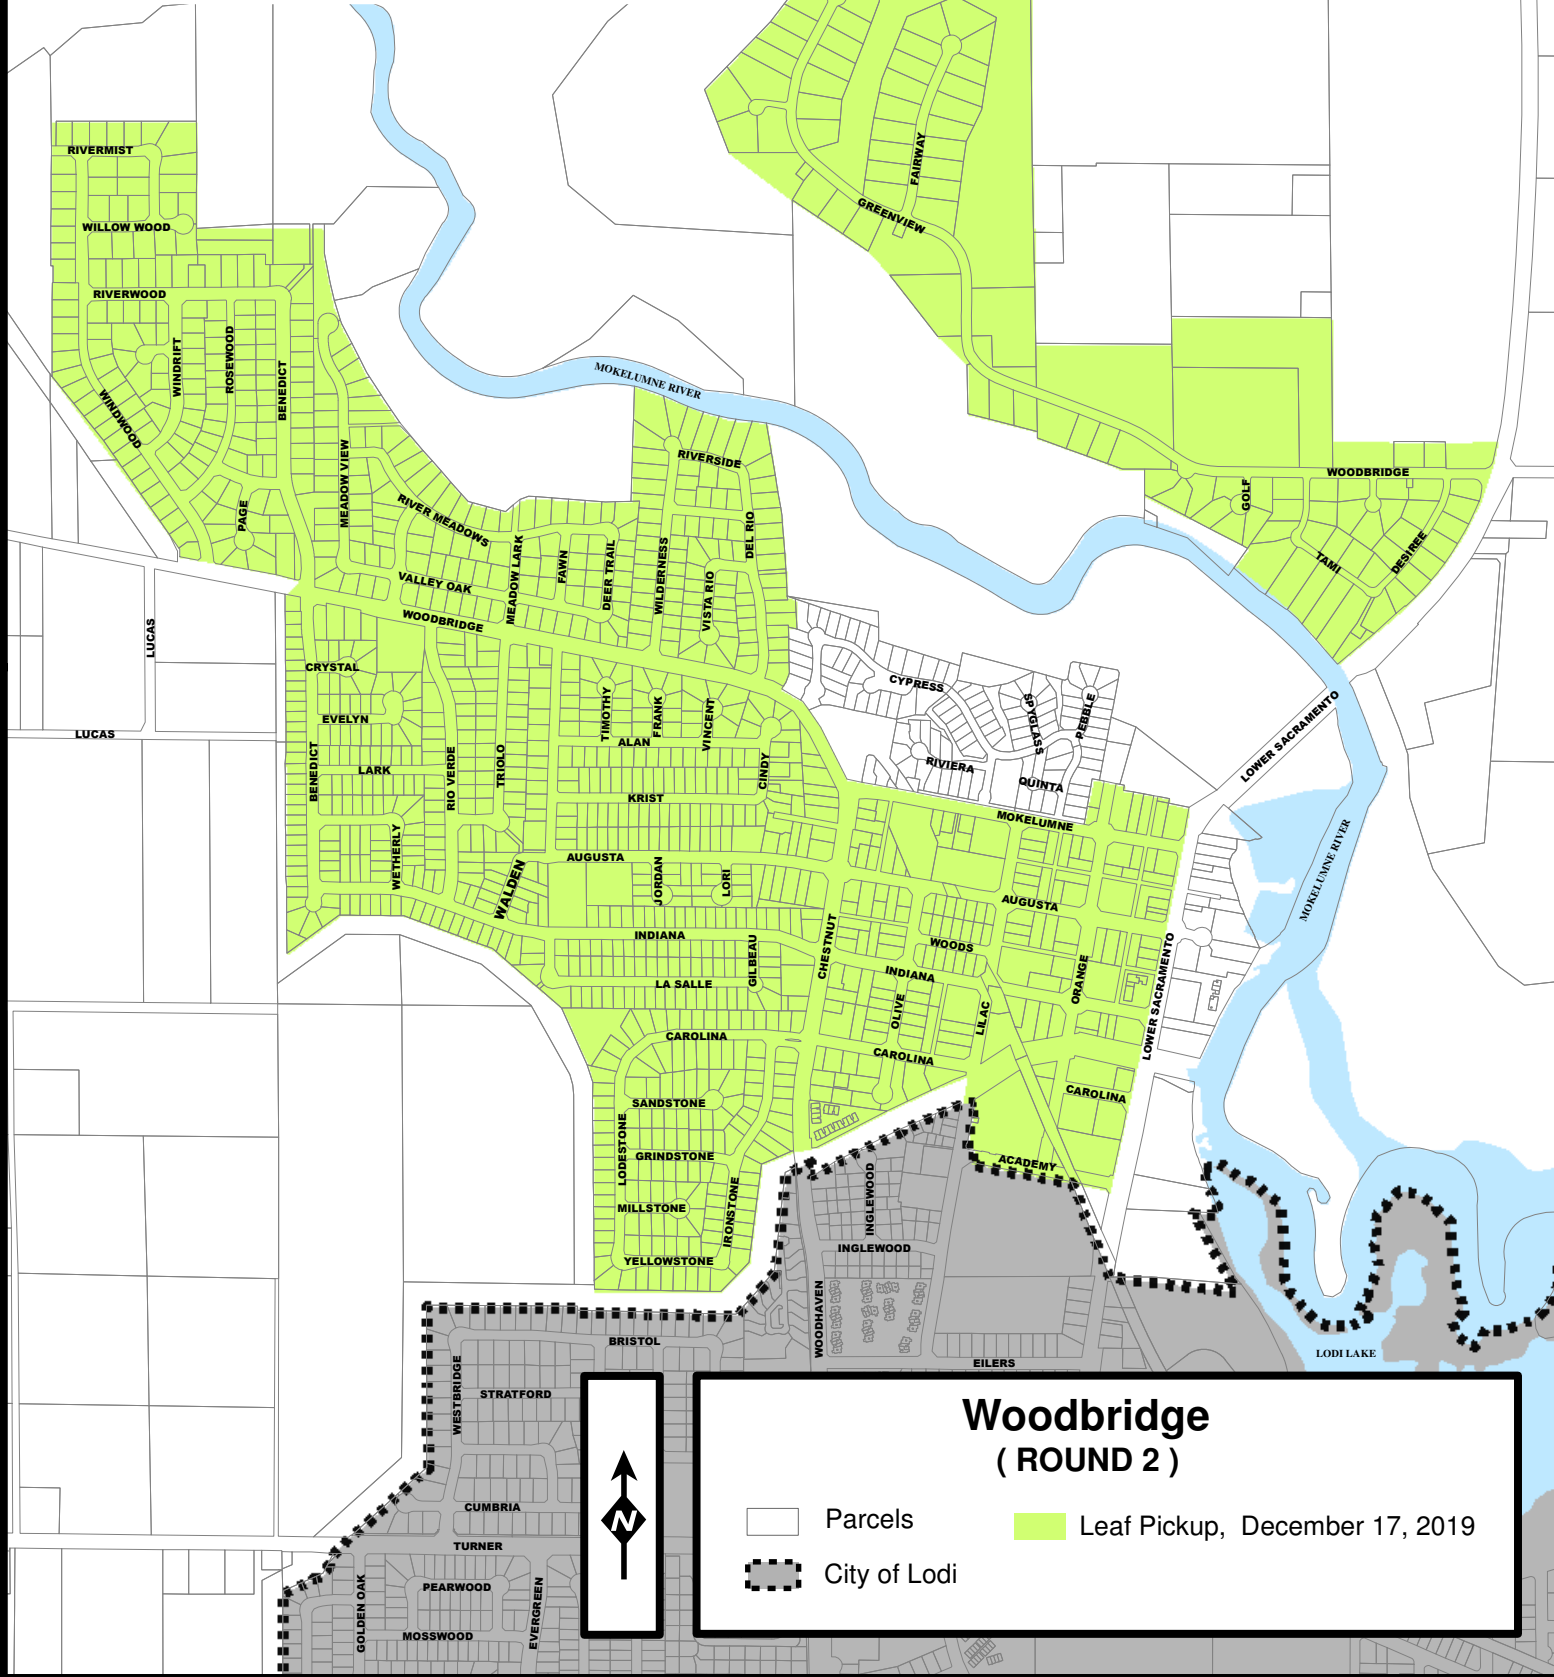 RIVERMIST
FAIRWAY
GREENVIEW
WILLOW WOOD
RIVERWOOD
WINDRIFT
ROSEWOOD
BENEDICT
WINDWOOD
MOKELUMNE RIVER
MEADOW VIEW
RIVERSIDE
WOODBRIDGE
GOLF
PAGE
RIVER MEADOWS
DEL RIO
TAMI
DESIREE
MEADOW LARK
FAWN
DEER TRAIL
WILDERNESS
VISTA RIO
VALLEY OAK
WOODBRIDGE
LUCAS
CRYSTAL
CYPRESS
SPYGLASS
PEBBLE
EVELYN
TIMOTHY
FRANK
VINCENT
LOWER SACRAMENTO
LUCAS
ALAN
BENEDICT
LARK
RIO VERDE
TRIOLO
CINDY
RIVIERA
QUINTA
KRIST
MOKELUMNE
WETHERLY
AUGUSTA
WALDEN
JORDAN
LORI
MOKELUMNE RIVER
AUGUSTA
INDIANA
GILBEAU
CHESTNUT
WOODS
INDIANA
ORANGE
LOWER SACRAMENTO
LA SALLE
OLIVE
LILAC
CAROLINA
CAROLINA
CAROLINA
SANDSTONE
LODESTONE
GRINDSTONE
ACADEMY
MILLSTONE
IRONSTONE
INGLEWOOD
INGLEWOOD
YELLOWSTONE
WOODHAVEN
BRISTOL
EILERS
LODI LAKE
WESTBRIDGE
STRATFORD
CUMBRIA
TURNER
GOLDEN OAK
PEARWOOD
EVERGREEN
MOSSWOOD
N
Woodbridge
( ROUND 2 )
Parcels
Leaf Pickup, December 17, 2019
City of Lodi